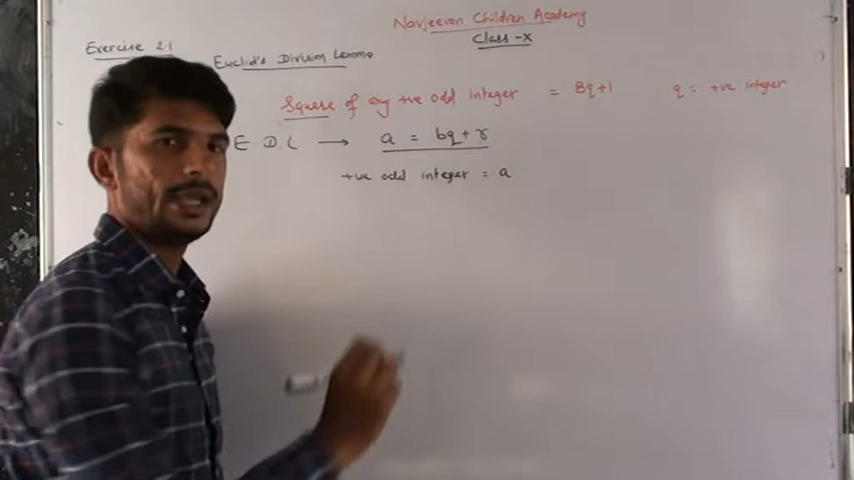 Navjeevan Children Academy
Class - X
Exercise 2.1
Euclid's Division Lemma
Square of any +ve odd integer = 8q+1 q = +ve integer
E D L → a = bq + r
+ve odd integer = a